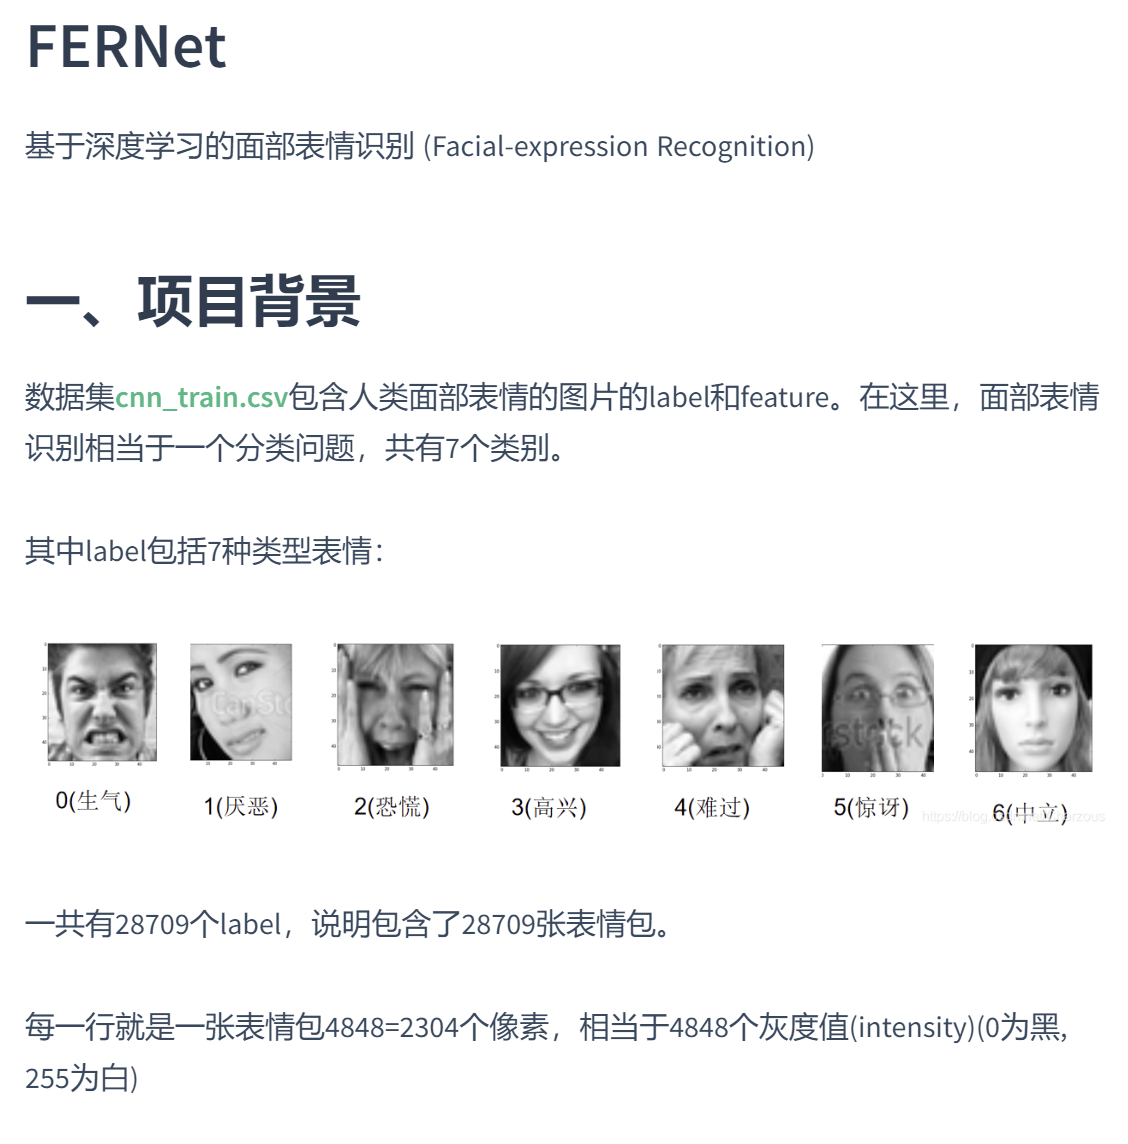 FERNet
基于深度学习的面部表情识别 (Facial-expression Recognition)
一、项目背景
数据集cnn_train.csv包含人类面部表情的图片的label和feature。在这里，面部表情
识别相当于一个分类问题，共有7个类别。
其中label包括7种类型表情：
0(生气) 1(厌恶) 2(恐慌) 3(高兴) 4(难过) 5(惊讶) 6(中立)
一共有28709个label，说明包含了28709张表情包。
每一行就是一张表情包4848=2304个像素，相当于4848个灰度值(intensity)(0为黑,
255为白)